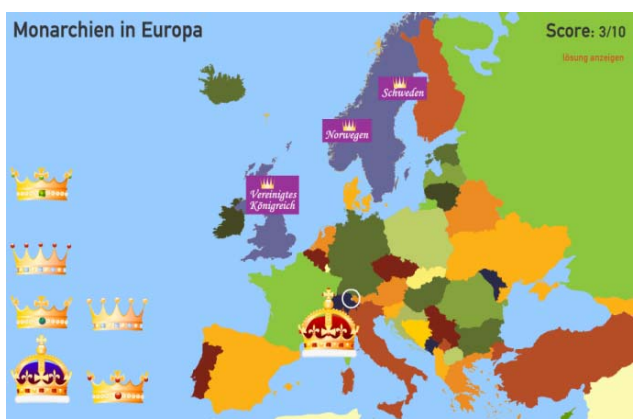 Monarchien in Europa
Score: 3/10
lösung anzeigen
Schweden
Norwegen
Vereinigtes
Königreich